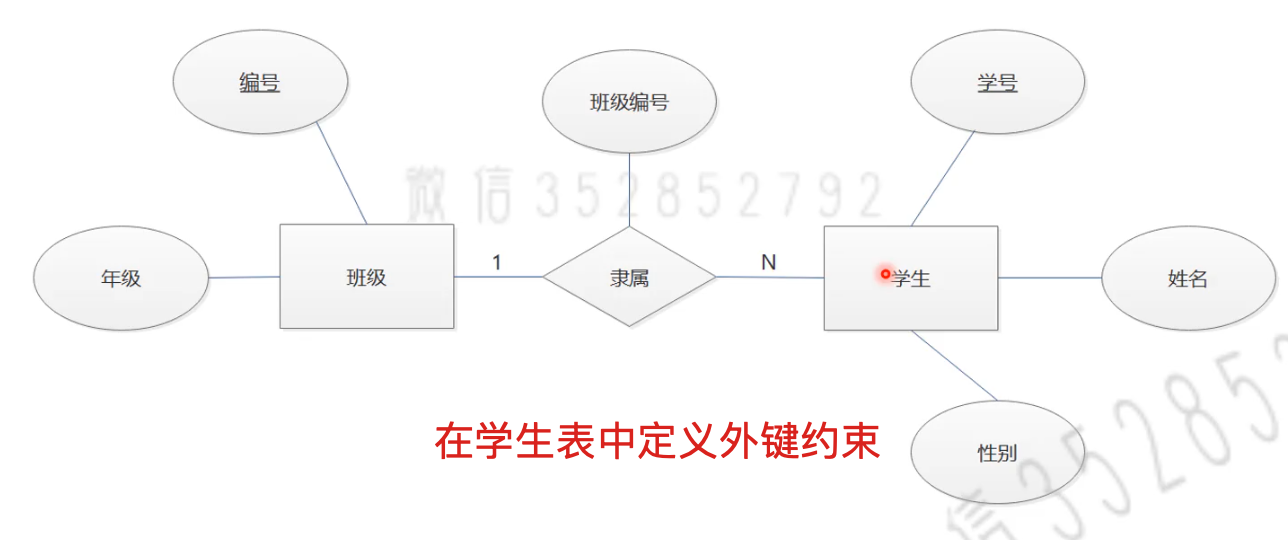 编号
班级编号
学号
微信352852792
年级
班级
1
隶属
N
学生
姓名
在学生表中定义外键约束
性别
信352852